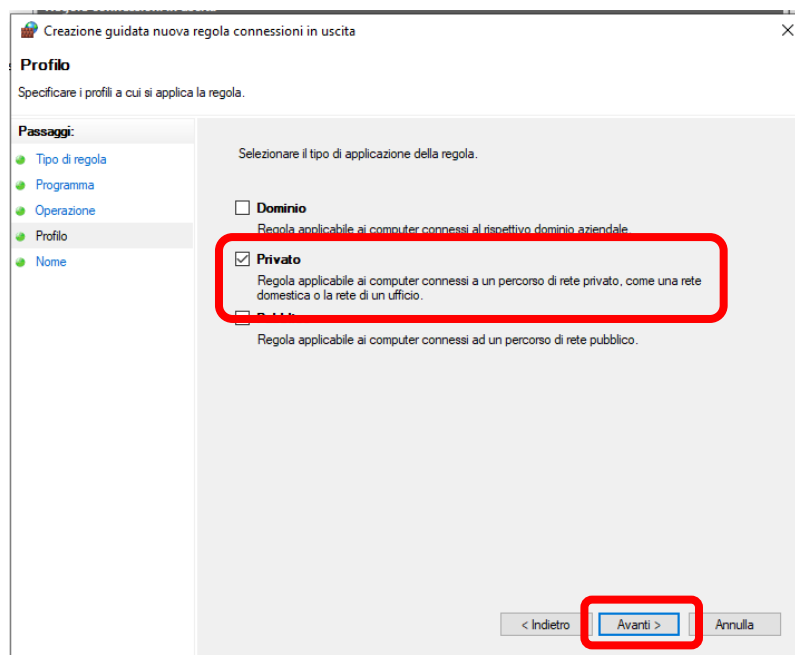 Creazione guidata nuova regola connessioni in uscita
Profilo
Specificare i profili a cui si applica la regola.
Passaggi:
Tipo di regola
Programma
Operazione
Profilo
Nome
Selezionare il tipo di applicazione della regola.
Dominio
Regola applicabile ai computer connessi al rispettivo dominio aziendale.
Privato
Regola applicabile ai computer connessi a un percorso di rete privato, come una rete
domestica o la rete di un ufficio.
Regola applicabile ai computer connessi ad un percorso di rete pubblico.
< Indietro
Avanti >
Annulla